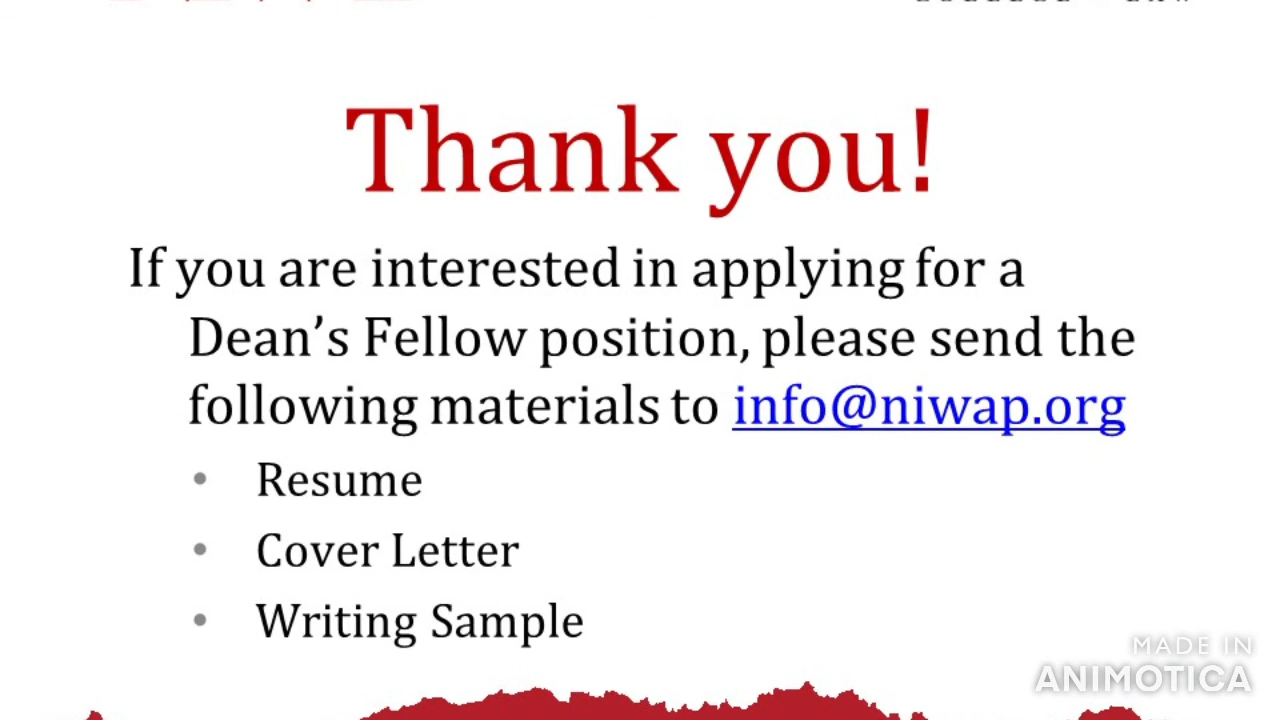 Thank you!
If you are interested in applying for a
Dean’s Fellow position, please send the
following materials to info@niwap.org
• Resume
• Cover Letter
• Writing Sample
MADE IN
ANIMOTICA